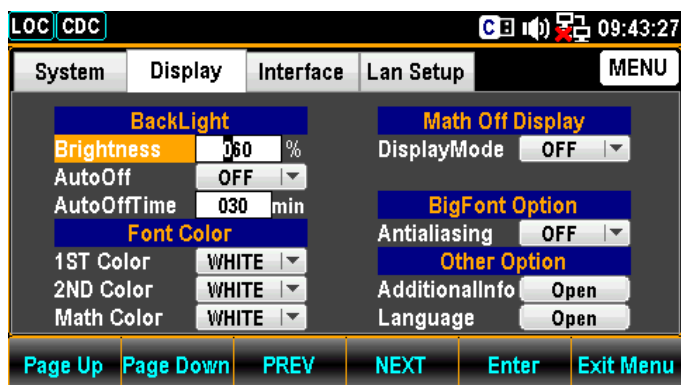 LOC CDC C 09:43:27
System Display Interface Lan Setup MENU
BackLight
Brightness 060 %
AutoOff OFF
AutoOffTime 030 min
Font Color
1ST Color WHITE
2ND Color WHITE
Math Color WHITE
Math Off Display
DisplayMode OFF
BigFont Option
Antialiasing OFF
Other Option
AdditionalInfo Open
Language Open
Page Up Page Down PREV NEXT Enter Exit Menu